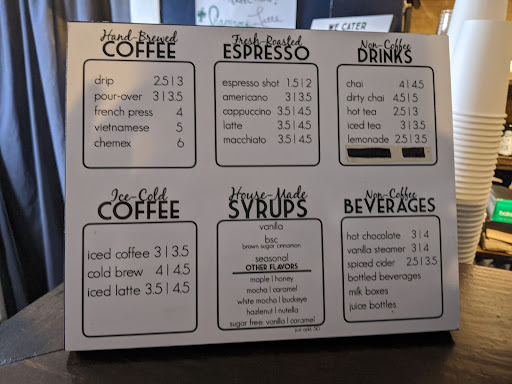 WE CATER
Hand-Brewed
COFFEE
drip 2.5 | 3
pour-over 3 | 3.5
french press 4
vietnamese 5
chemex 6
Fresh-Roasted
ESPRESSO
espresso shot 1.5 | 2
americano 3 | 3.5
cappuccino 3.5 | 4.5
latte 3.5 | 4.5
macchiato 3.5 | 4.5
Non-Coffee
DRINKS
chai 4 | 4.5
dirty chai 4.5 | 5
hot tea 2.5 | 3
iced tea 3 | 3.5
lemonade 2.5 | 3.5
Ice-Cold
COFFEE
iced coffee 3 | 3.5
cold brew 4 | 4.5
iced latte 3.5 | 4.5
House-Made
SYRUPS
vanilla
bsc
brown sugar cinnamon
seasonal
OTHER FLAVORS
maple | honey
mocha | caramel
white mocha | buckeye
hazlenut | nutella
sugar free: vanilla | caramel
add .50
Non-Coffee
BEVERAGES
hot chocolate 3 | 4
vanilla steamer 3 | 4
spiced cider 2.5 | 3.5
bottled beverages
milk boxes
juice bottles